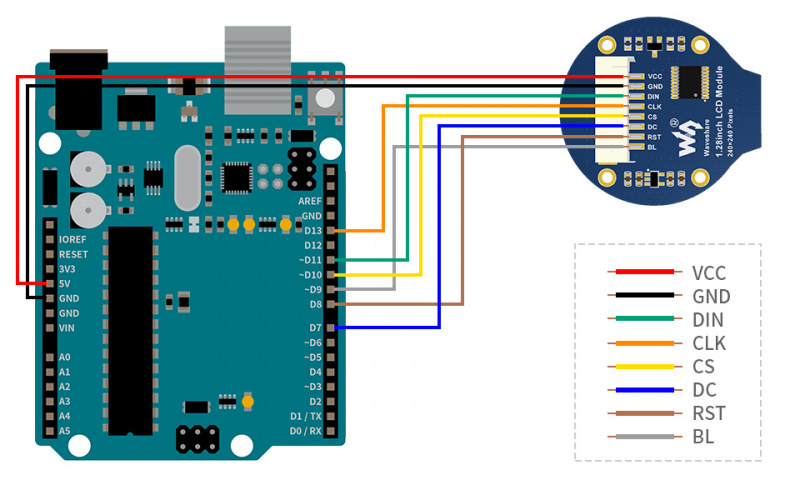 IOREF
RESET
3V3
5V
GND
GND
VIN
A0
A1
A2
A3
A4
A5
AREF
GND
D13
D12
~D11
~D10
~D9
D8
D7
~D6
~D5
D4
~D3
D2
D1 / TX
D0 / RX
VCC
GND
DIN
CLK
CS
DC
RST
BL
Waveshare
1.28inch LCD Module
240×240 Pixels
VCC
GND
DIN
CLK
CS
DC
RST
BL